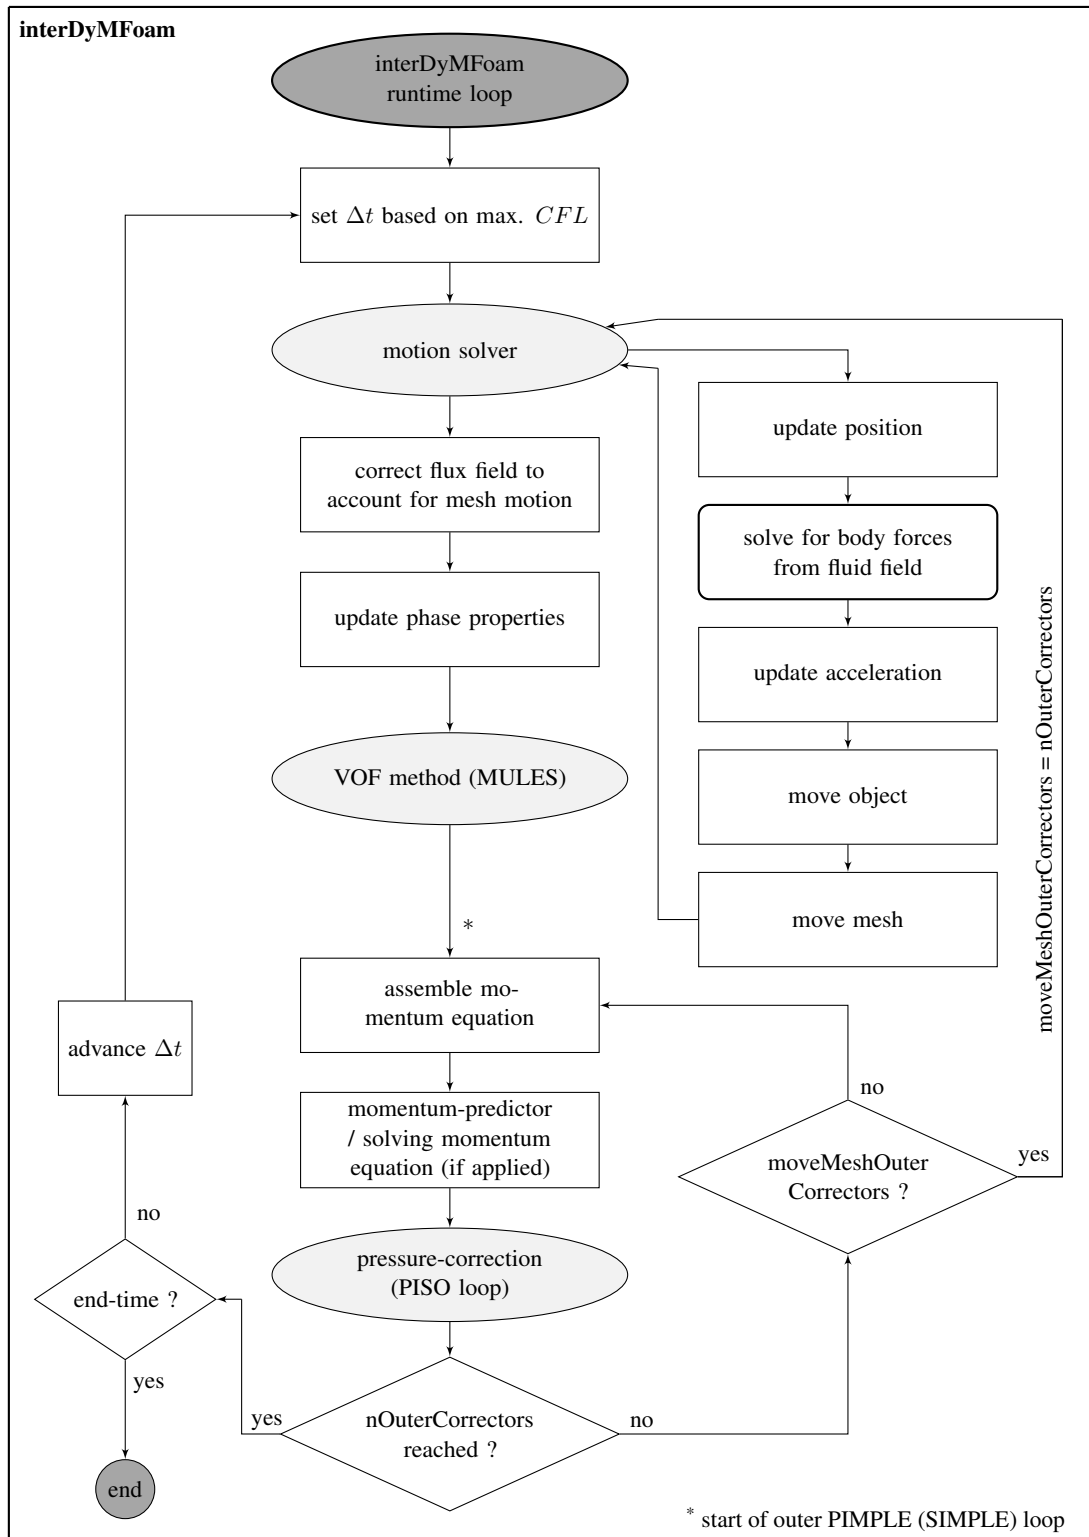 interDyMFoam
interDyMFoam
runtime loop
set Δt based on max. CFL
motion solver
update position
correct flux field to
account for mesh motion
solve for body forces
from fluid field
update phase properties
update acceleration
moveMeshOuterCorrectors = nOuterCorrectors
VOF method (MULES)
move object
move mesh
*
assemble mo-
mentum equation
advance Δt
no
momentum-predictor
/ solving momentum
equation (if applied)
moveMeshOuter
Correctors ?
yes
no
pressure-correction
(PISO loop)
end-time ?
yes
yes
nOuterCorrectors
reached ?
no
end
* start of outer PIMPLE (SIMPLE) loop